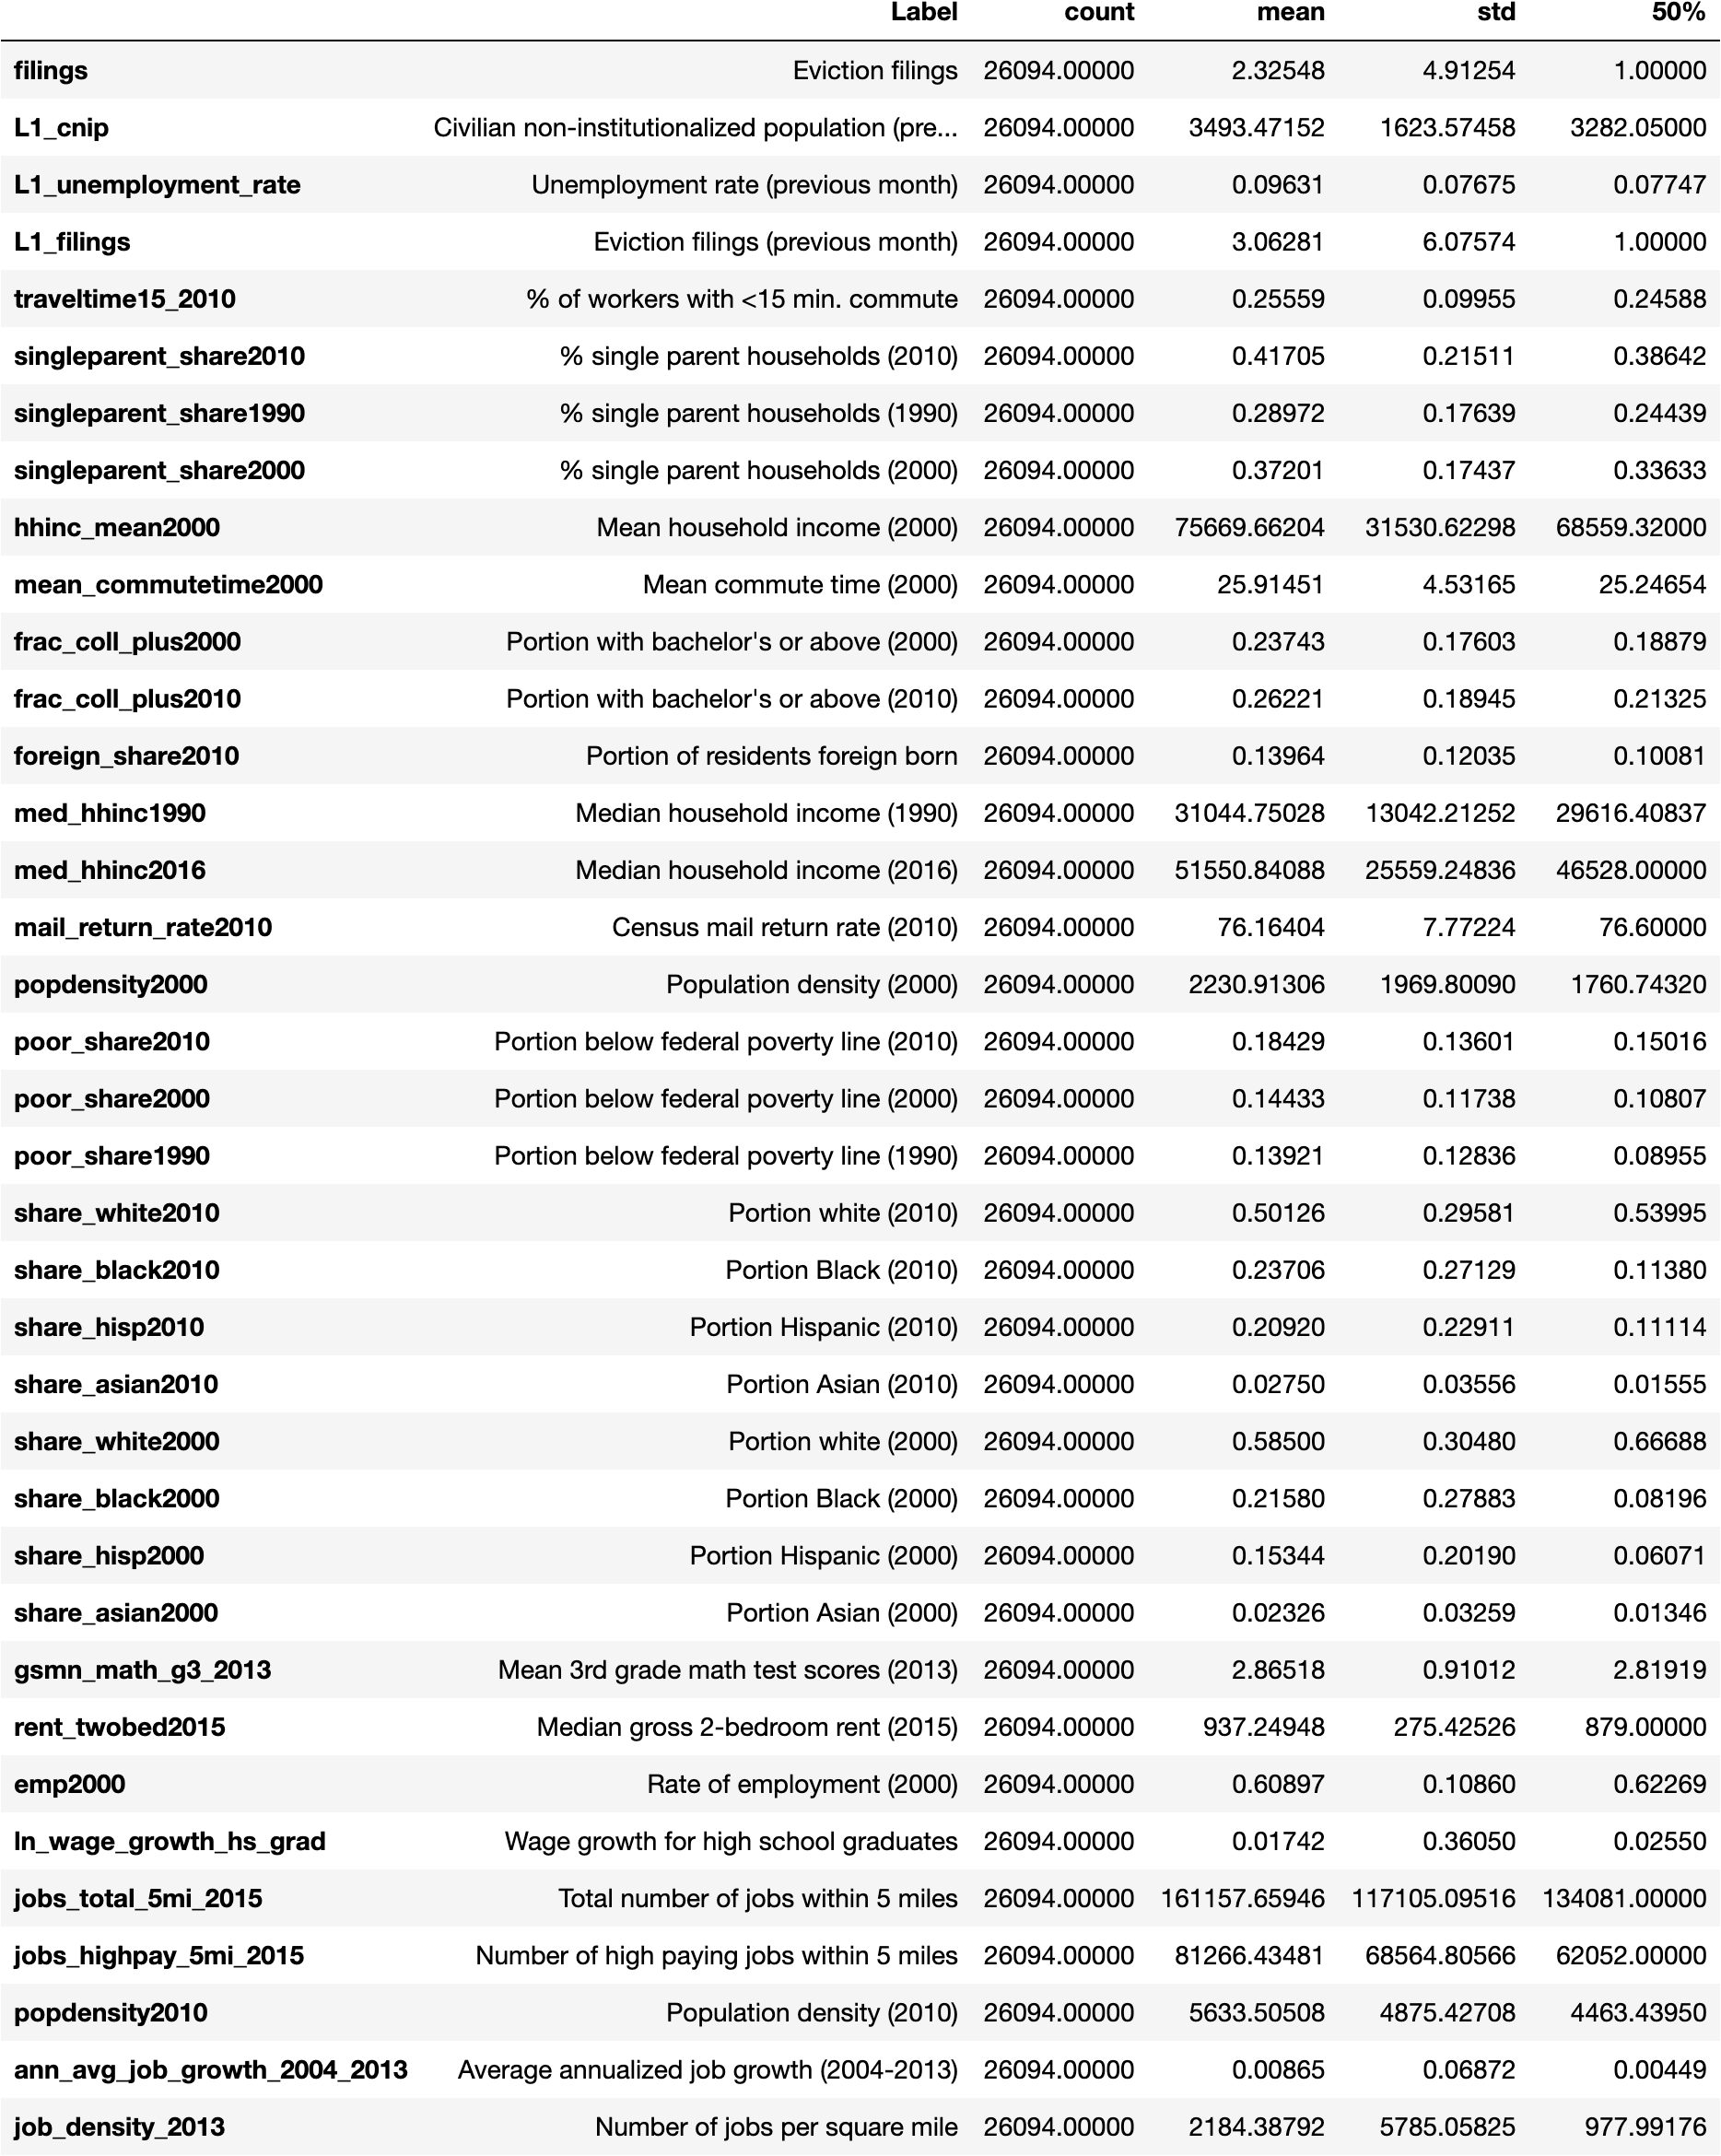 Label count mean std 50%
filings Eviction filings 26094.00000 2.32548 4.91254 1.00000
L1_cnip Civilian non-institutionalized population (pre... 26094.00000 3493.47152 1623.57458 3282.05000
L1_unemployment_rate Unemployment rate (previous month) 26094.00000 0.09631 0.07675 0.07747
L1_filings Eviction filings (previous month) 26094.00000 3.06281 6.07574 1.00000
traveltime15_2010 % of workers with <15 min. commute 26094.00000 0.25559 0.09955 0.24588
singleparent_share2010 % single parent households (2010) 26094.00000 0.41705 0.21511 0.38642
singleparent_share1990 % single parent households (1990) 26094.00000 0.28972 0.17639 0.24439
singleparent_share2000 % single parent households (2000) 26094.00000 0.37201 0.17437 0.33633
hhinc_mean2000 Mean household income (2000) 26094.00000 75669.66204 31530.62298 68559.32000
mean_commutetime2000 Mean commute time (2000) 26094.00000 25.91451 4.53165 25.24654
frac_coll_plus2000 Portion with bachelor's or above (2000) 26094.00000 0.23743 0.17603 0.18879
frac_coll_plus2010 Portion with bachelor's or above (2010) 26094.00000 0.26221 0.18945 0.21325
foreign_share2010 Portion of residents foreign born 26094.00000 0.13964 0.12035 0.10081
med_hhinc1990 Median household income (1990) 26094.00000 31044.75028 13042.21252 29616.40837
med_hhinc2016 Median household income (2016) 26094.00000 51550.84088 25559.24836 46528.00000
mail_return_rate2010 Census mail return rate (2010) 26094.00000 76.16404 7.77224 76.60000
popdensity2000 Population density (2000) 26094.00000 2230.91306 1969.80090 1760.74320
poor_share2010 Portion below federal poverty line (2010) 26094.00000 0.18429 0.13601 0.15016
poor_share2000 Portion below federal poverty line (2000) 26094.00000 0.14433 0.11738 0.10807
poor_share1990 Portion below federal poverty line (1990) 26094.00000 0.13921 0.12836 0.08955
share_white2010 Portion white (2010) 26094.00000 0.50126 0.29581 0.53995
share_black2010 Portion Black (2010) 26094.00000 0.23706 0.27129 0.11380
share_hisp2010 Portion Hispanic (2010) 26094.00000 0.20920 0.22911 0.11114
share_asian2010 Portion Asian (2010) 26094.00000 0.02750 0.03556 0.01555
share_white2000 Portion white (2000) 26094.00000 0.58500 0.30480 0.66688
share_black2000 Portion Black (2000) 26094.00000 0.21580 0.27883 0.08196
share_hisp2000 Portion Hispanic (2000) 26094.00000 0.15344 0.20190 0.06071
share_asian2000 Portion Asian (2000) 26094.00000 0.02326 0.03259 0.01346
gsmn_math_g3_2013 Mean 3rd grade math test scores (2013) 26094.00000 2.86518 0.91012 2.81919
rent_twobed2015 Median gross 2-bedroom rent (2015) 26094.00000 937.24948 275.42526 879.00000
emp2000 Rate of employment (2000) 26094.00000 0.60897 0.10860 0.62269
ln_wage_growth_hs_grad Wage growth for high school graduates 26094.00000 0.01742 0.36050 0.02550
jobs_total_5mi_2015 Total number of jobs within 5 miles 26094.00000 161157.65946 117105.09516 134081.00000
jobs_highpay_5mi_2015 Number of high paying jobs within 5 miles 26094.00000 81266.43481 68564.80566 62052.00000
popdensity2010 Population density (2010) 26094.00000 5633.50508 4875.42708 4463.43950
ann_avg_job_growth_2004_2013 Average annualized job growth (2004-2013) 26094.00000 0.00865 0.06872 0.00449
job_density_2013 Number of jobs per square mile 26094.00000 2184.38792 5785.05825 977.99176